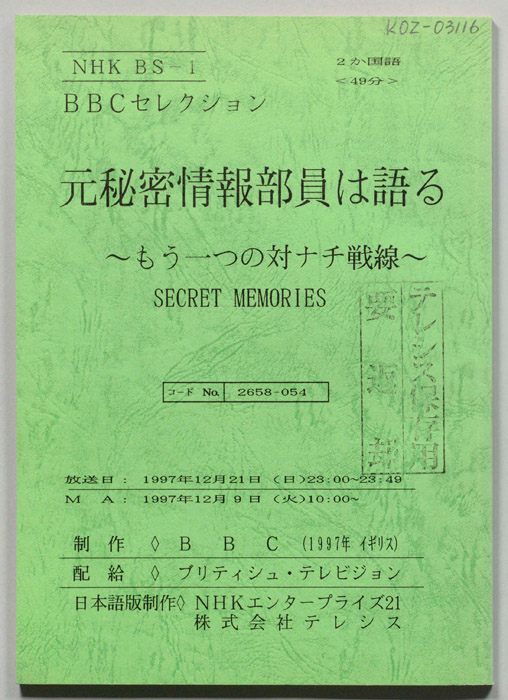 KOZ-03116
NHK BS-1
2か国語
<49分>
BBCセレクション
元秘密情報部員は語る
～もう一つの対ナチ戦線～
SECRET MEMORIES
テレシス保存用
要返却
コード No. 2658-054
放送日: 1997年12月21日 (日)23:00~23:49
MA: 1997年12月9日 (火)10:00~
制作 ◇ BBC (1997年 イギリス)
配給 ◇ ブリティシュ・テレビジョン
日本語版制作◇ NHKエンタープライズ21
株式会社テレシス